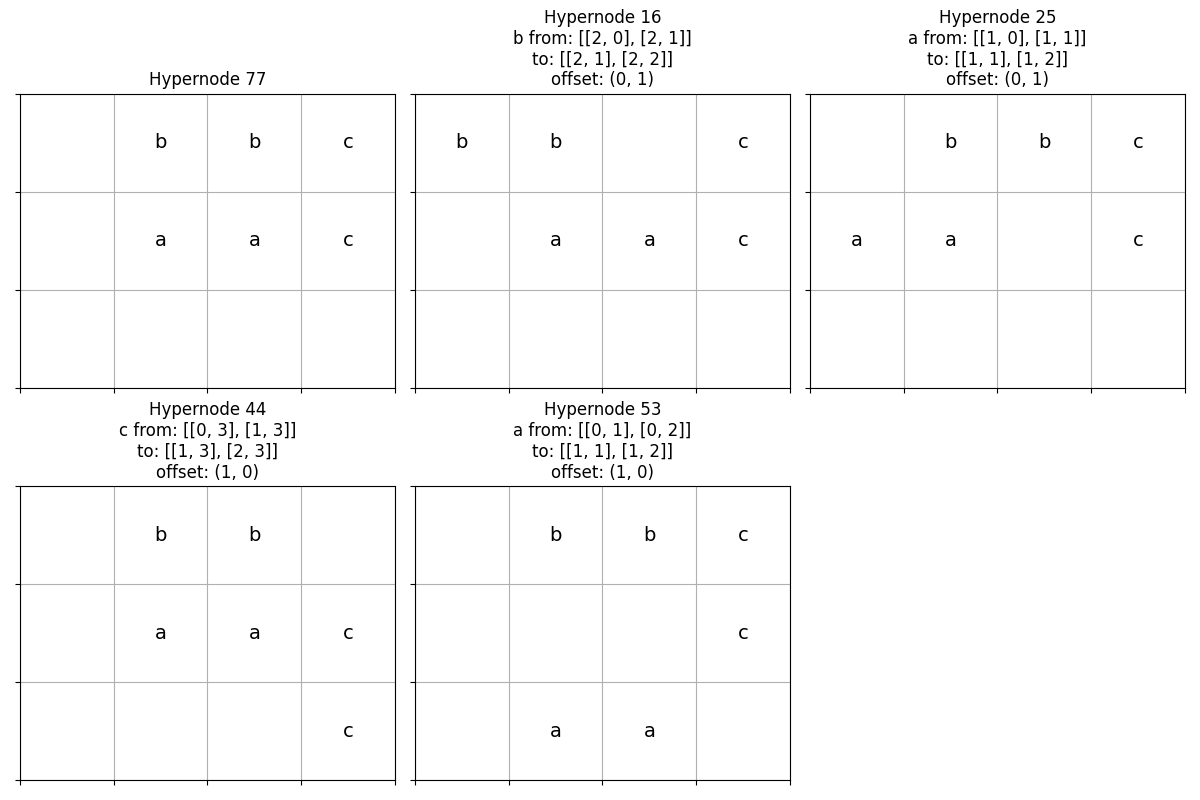 Hypernode 77
b b c
a a c
Hypernode 16
b from: [[2, 0], [2, 1]]
to: [[2, 1], [2, 2]]
offset: (0, 1)
b b c
a a c
Hypernode 25
a from: [[1, 0], [1, 1]]
to: [[1, 1], [1, 2]]
offset: (0, 1)
b b c
a a c
Hypernode 44
c from: [[0, 3], [1, 3]]
to: [[1, 3], [2, 3]]
offset: (1, 0)
b b
a a c
c
Hypernode 53
a from: [[0, 1], [0, 2]]
to: [[1, 1], [1, 2]]
offset: (1, 0)
b b c
c
a a